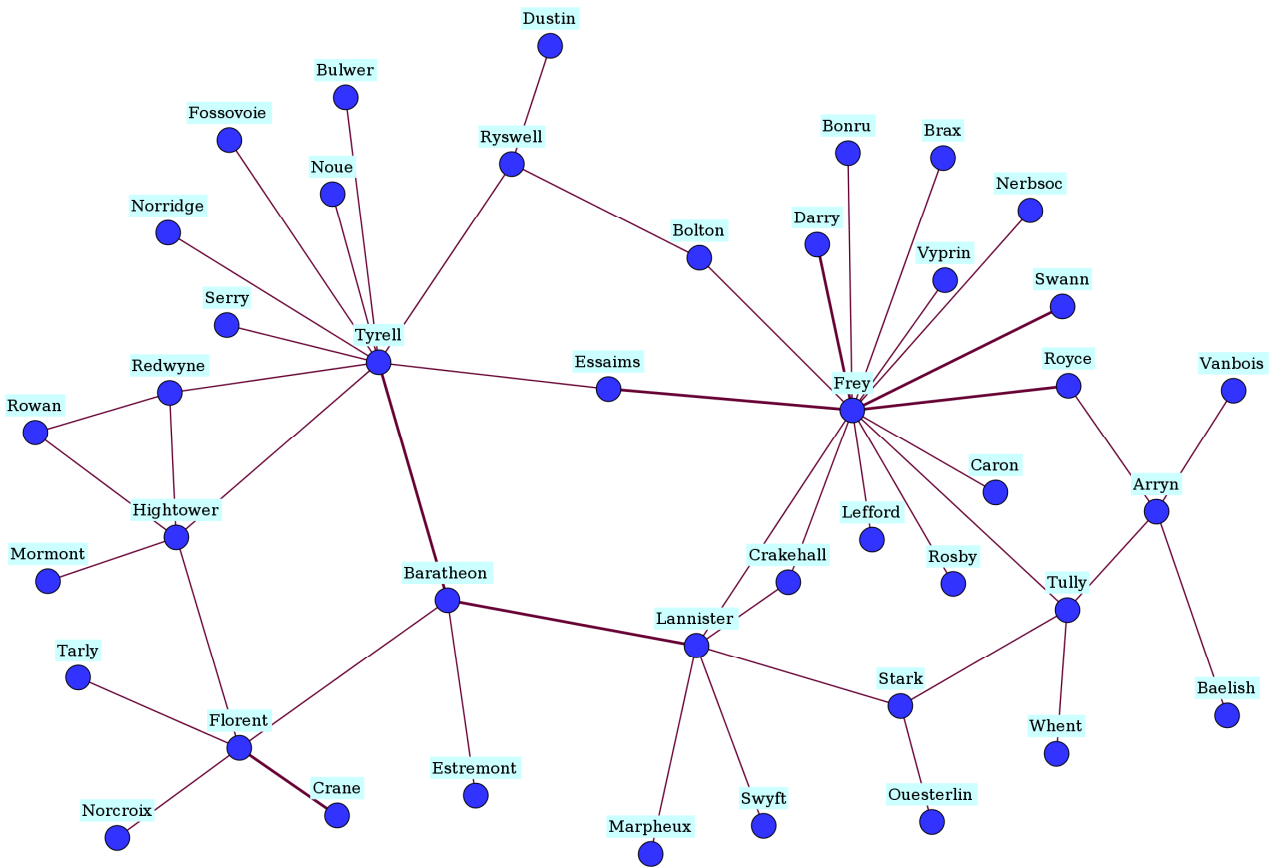 Dustin
Bulwer
Fossovoie
Ryswell
Bonru
Brax
Noue
Nerbsoc
Norridge
Darry
Bolton
Vyprin
Swann
Serry
Tyrell
Essaims
Royce
Vanbois
Redwyne
Frey
Rowan
Caron
Arryn
Hightower
Lefford
Mormont
Crakehall
Rosby
Baratheon
Tully
Lannister
Tarly
Stark
Baelish
Florent
Whent
Estremont
Crane
Ouesterlin
Swyft
Norcroix
Marpheux